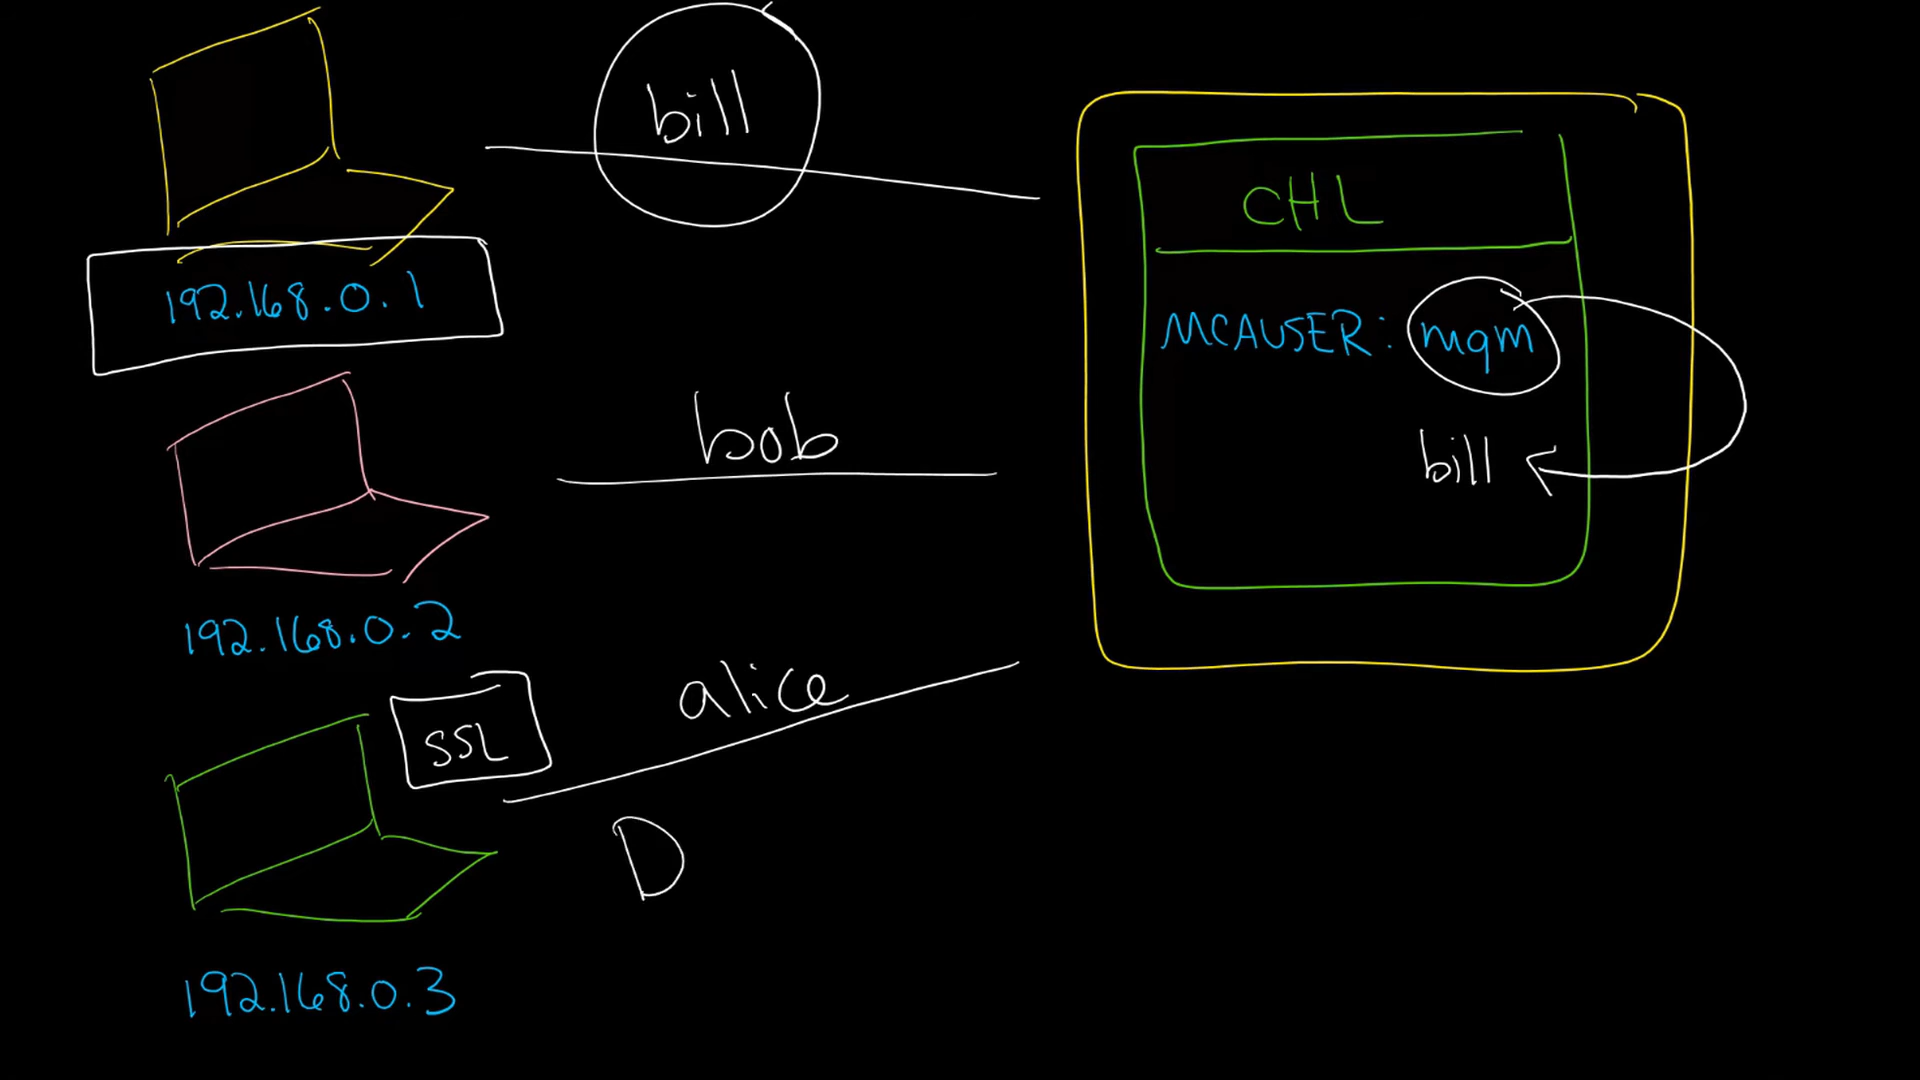 bill
192.168.0.1
bob
192.168.0.2
SSL
alice
D
192.168.0.3
CHL
MCAUSER: mqm
bill